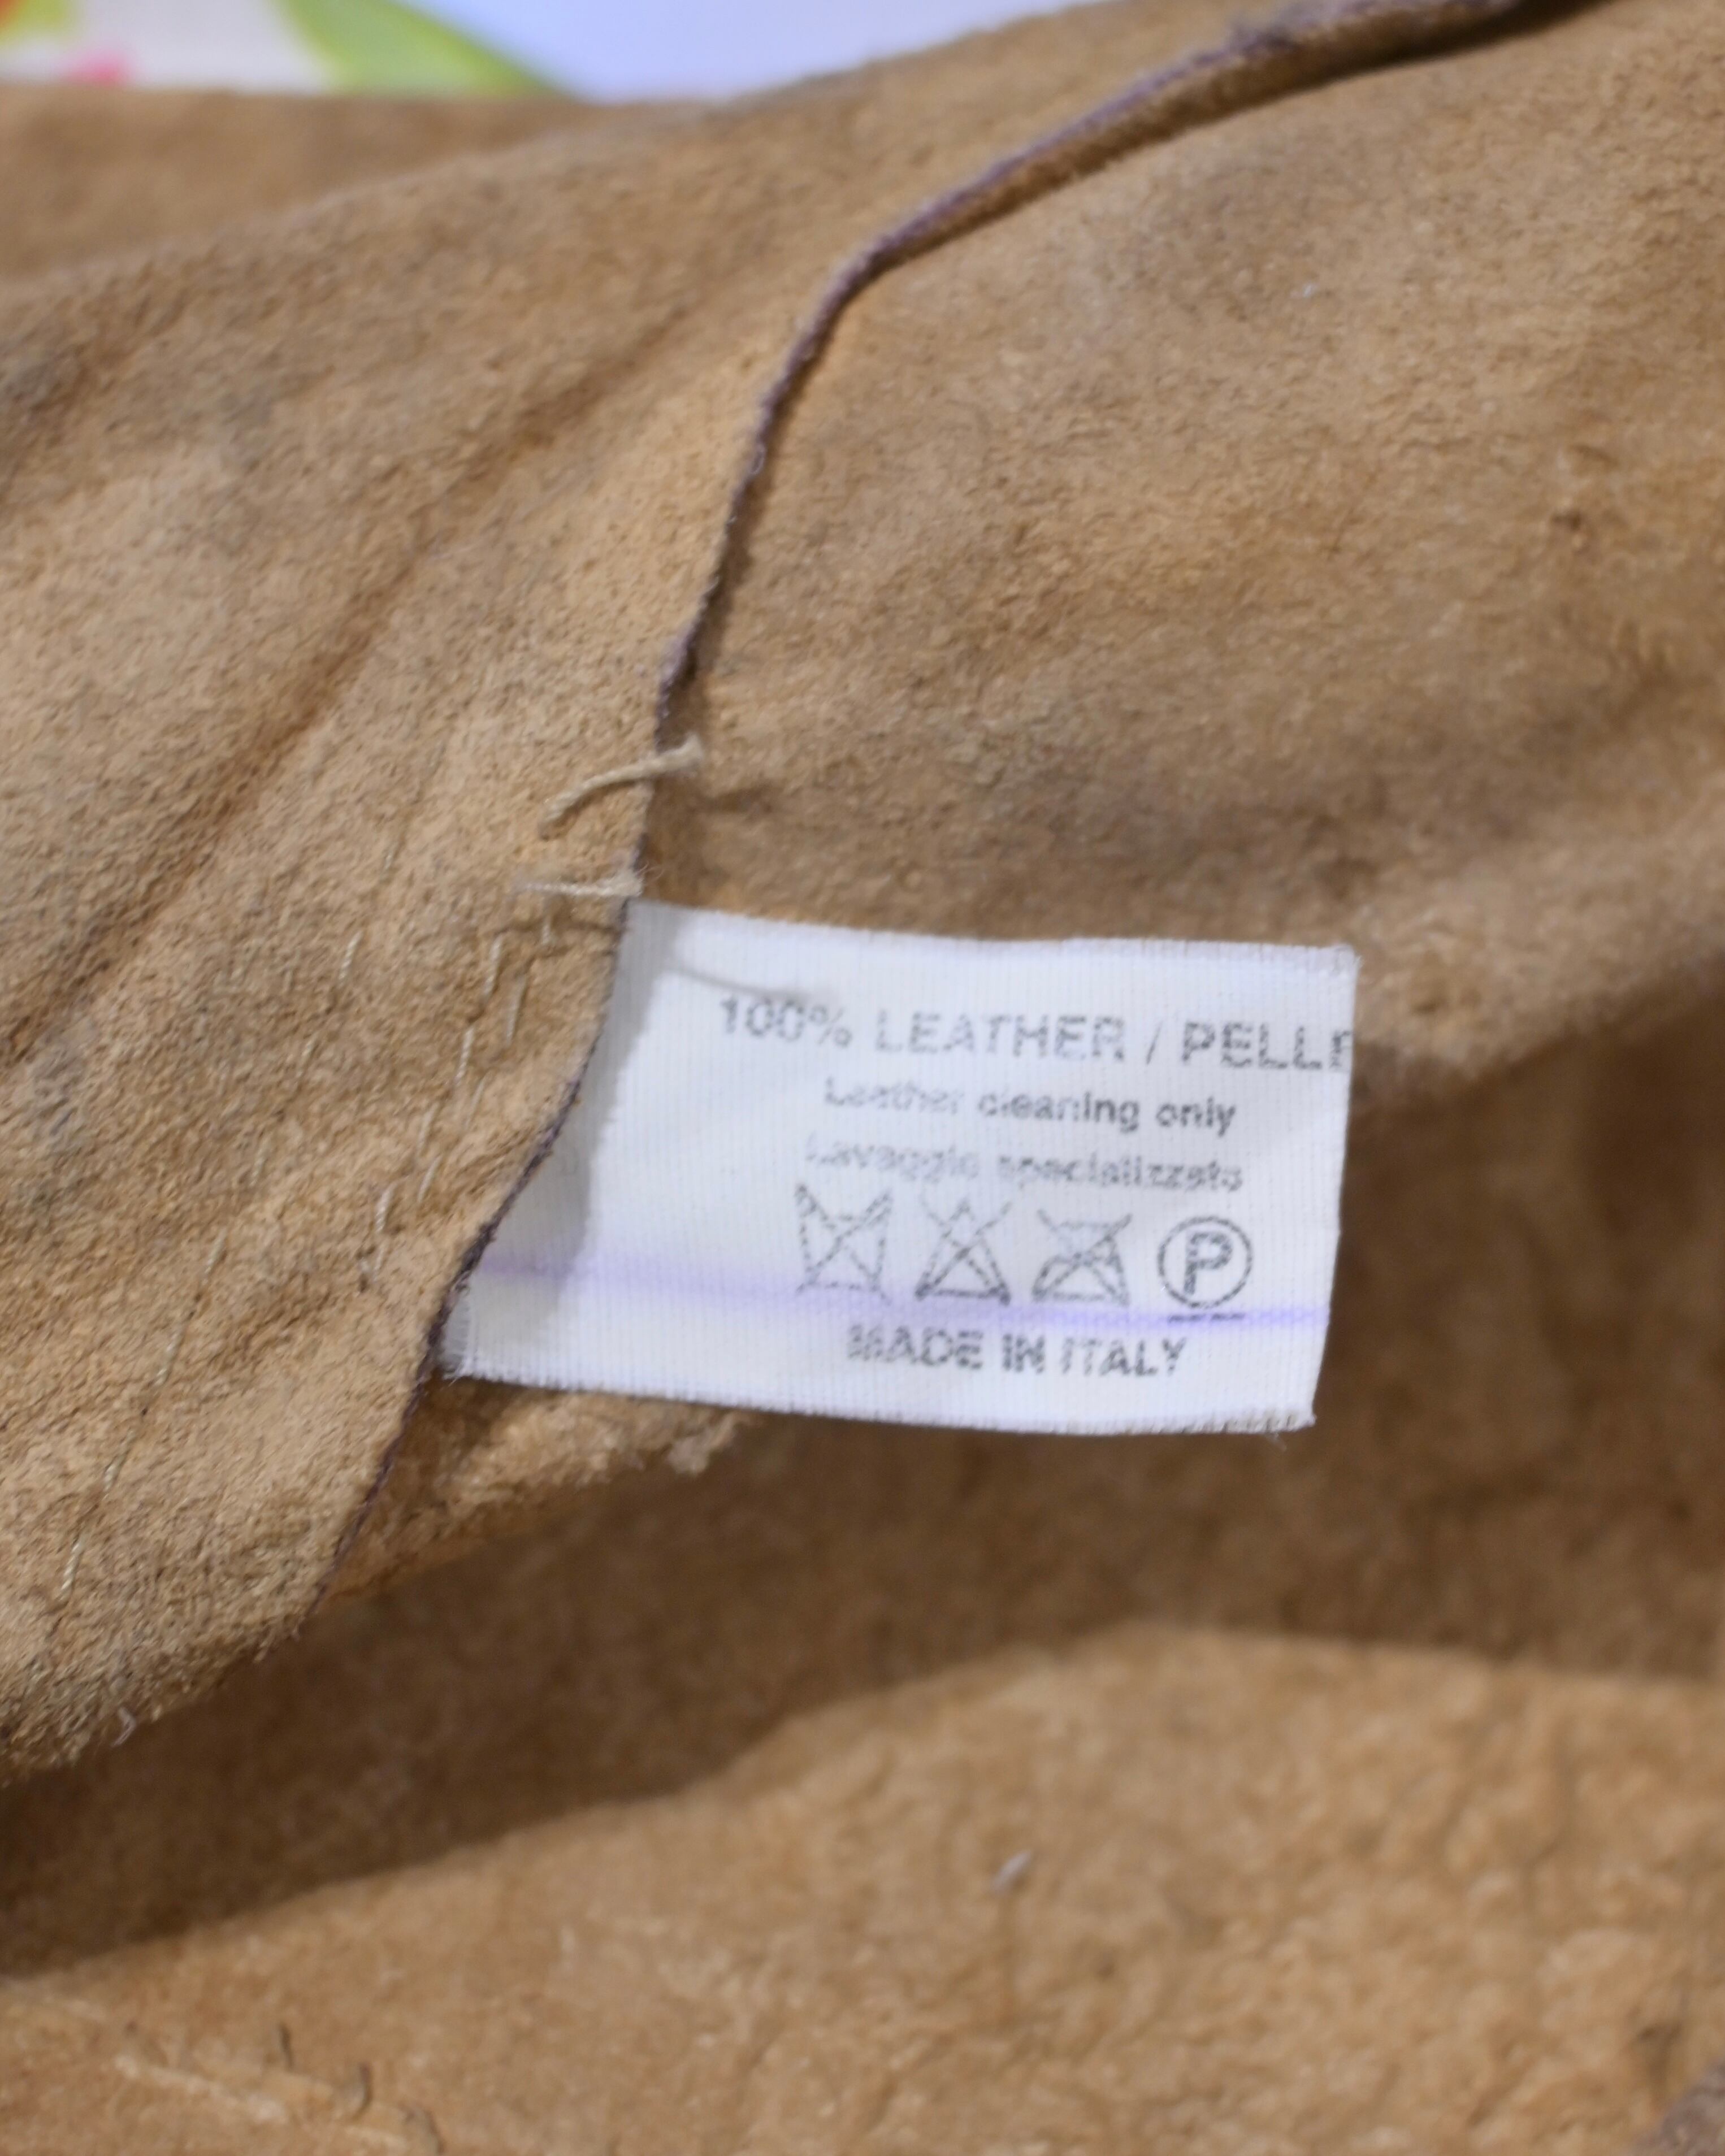 100% LEATHER / PELLE
Leather cleaning only
Lavaggio specializzato
P
MADE IN ITALY